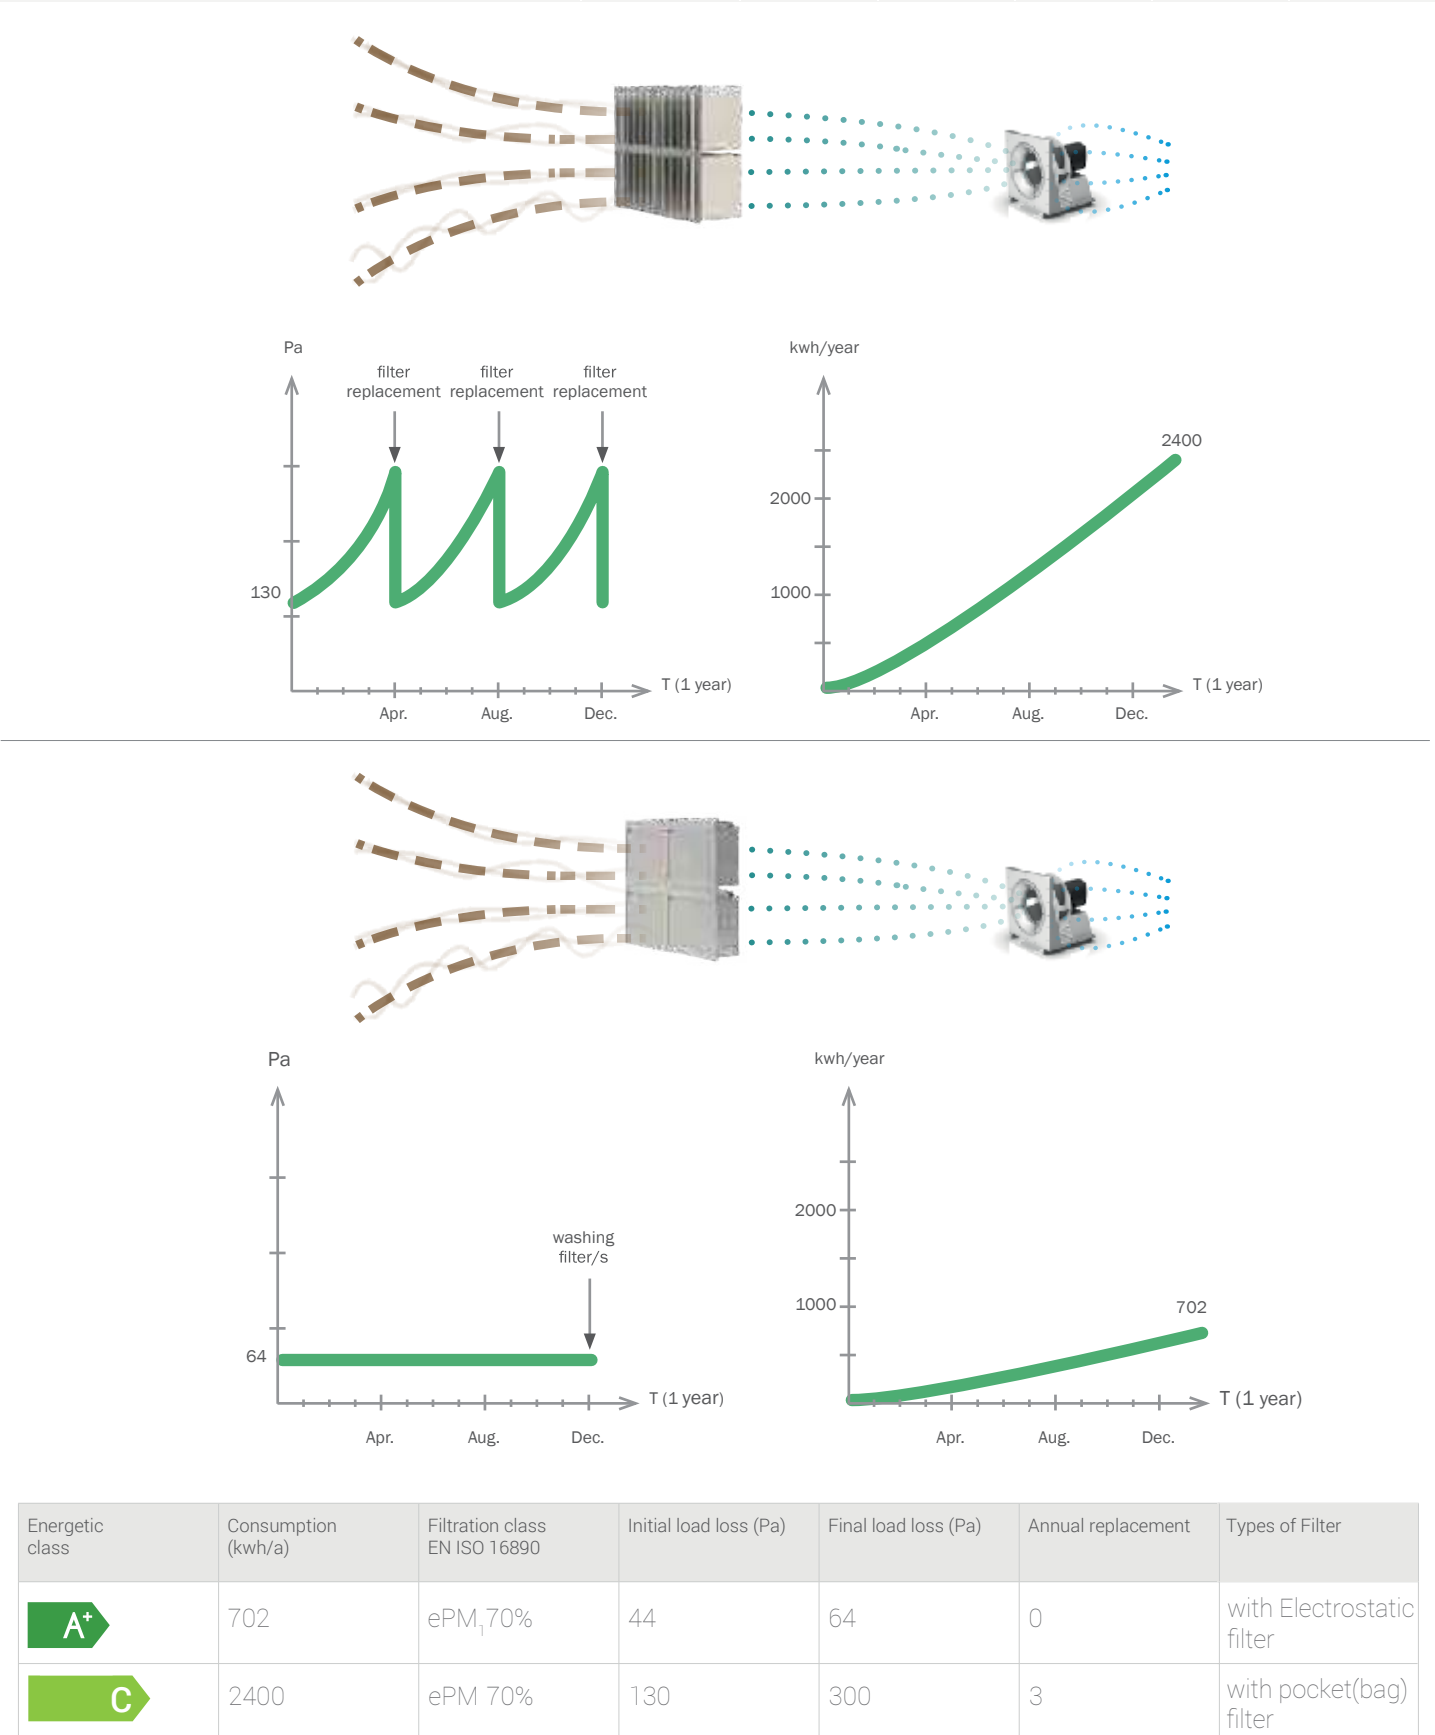 Pa
filter
replacement
filter
replacement
filter
replacement
130
T (1 year)
Apr.
Aug.
Dec.
kwh/year
2400
2000
1000
T (1 year)
Apr.
Aug.
Dec.
Pa
washing
filter/s
64
T (1 year)
Apr.
Aug.
Dec.
kwh/year
2000
1000
702
T (1 year)
Apr.
Aug.
Dec.
Energetic
class
Consumption
(kwh/a)
Filtration class
EN ISO 16890
Initial load loss (Pa)
Final load loss (Pa)
Annual replacement
Types of Filter
A+
702
ePM₁70%
44
64
0
with Electrostatic
filter
C
2400
ePM 70%
130
300
3
with pocket(bag)
filter